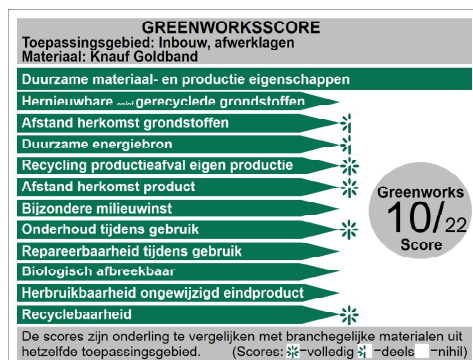 GREENWORKSSCORE
Toepassingsgebied: Inbouw, afwerklagen
Materiaal: Knauf Goldband
Duurzame materiaal- en productie eigenschappen
Hernieuwbare en/of gerecyclede grondstoffen
Afstand herkomst grondstoffen
Duurzame energiebron
Recycling productieafval eigen productie
Afstand herkomst product
Bijzondere milieuwinst
Onderhoud tijdens gebruik
Repareerbaarheid tijdens gebruik
Biologisch afbreekbaar
Herbruikbaarheid ongewijzigd eindproduct
Recyclebaarheid
Greenworks
10/22
Score
De scores zijn onderling te vergelijken met branchegelijke materialen uit
hetzelfde toepassingsgebied. (Scores: =volledig =deels =nihil)